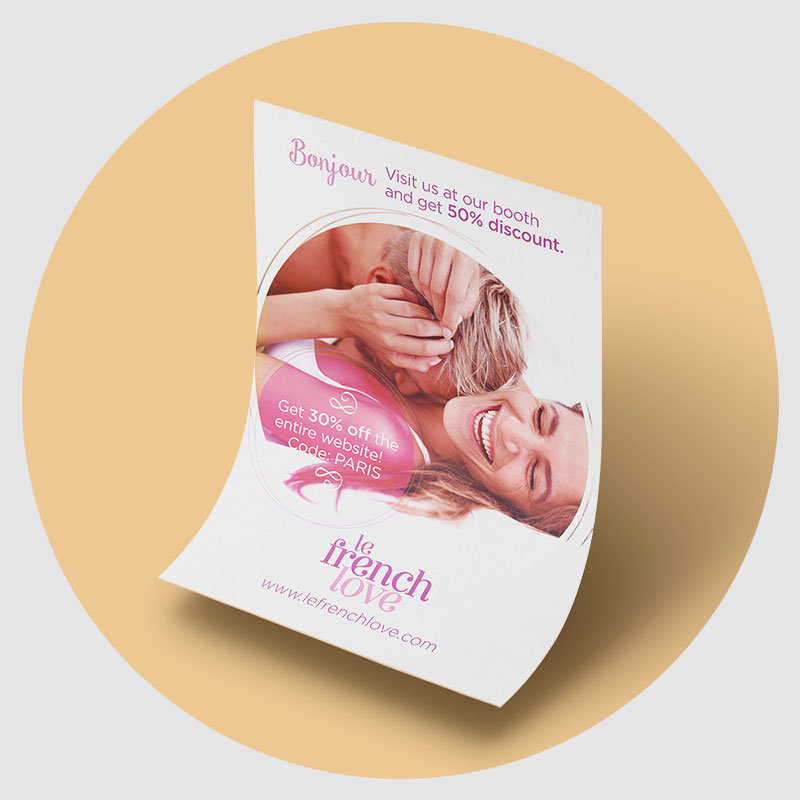 Bonjour
Visit us at our booth
and get 50% discount.
Get 30% off the
entire website!
Code: PARIS
le
french
love
www.lefrenchlove.com